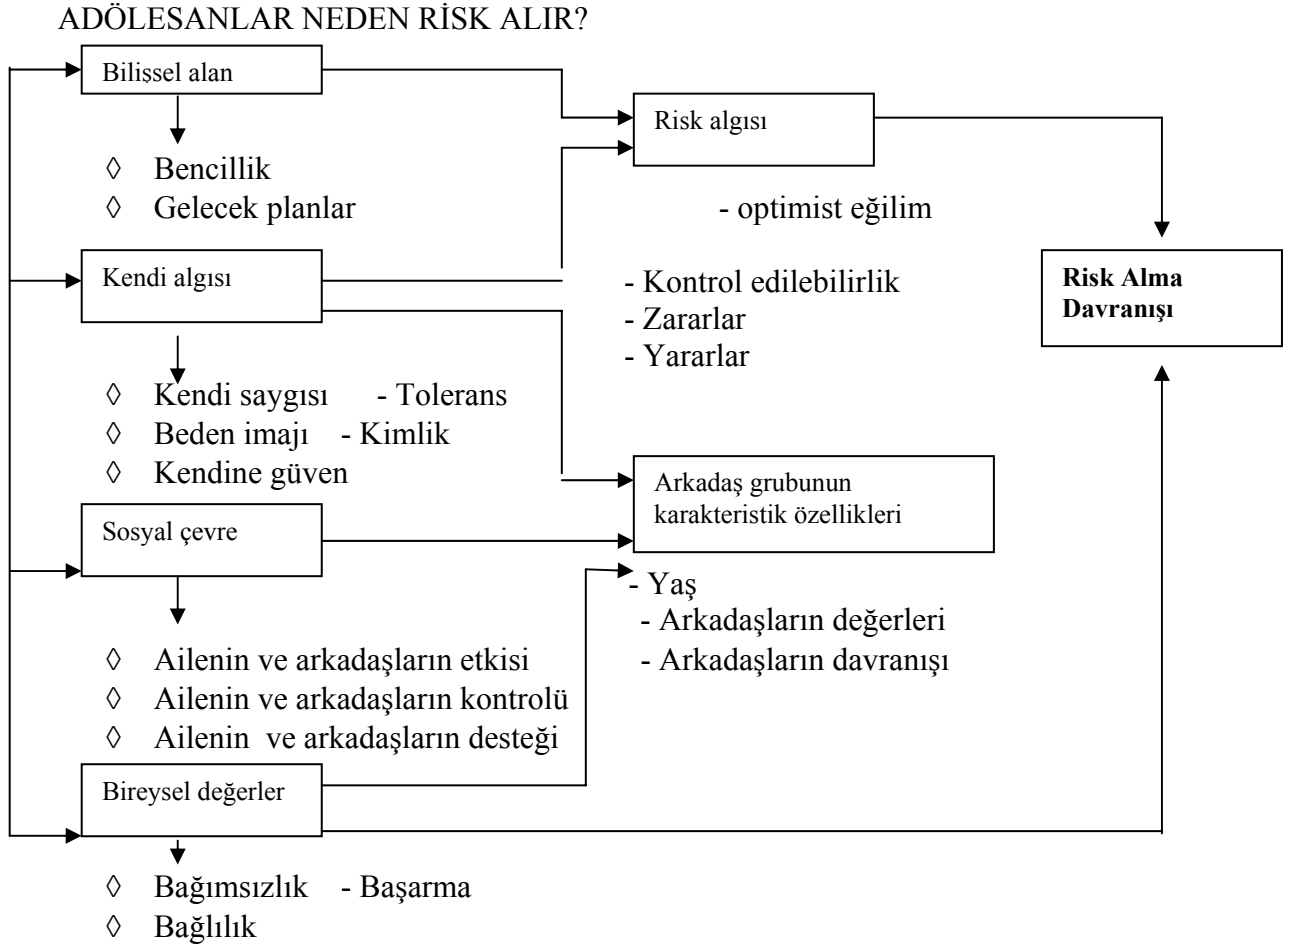 ADÖLESANLAR NEDEN RİSK ALIR?
Bilişsel alan
Risk algısı
◊ Bencillik
◊ Gelecek planlar
- optimist eğilim
Kendi algısı
- Kontrol edilebilirlik
- Zararlar
- Yararlar
Risk Alma
Davranışı
◊ Kendi saygısı - Tolerans
◊ Beden imajı - Kimlik
◊ Kendine güven
Arkadaş grubunun
karakteristik özellikleri
Sosyal çevre
- Yaş
- Arkadaşların değerleri
- Arkadaşların davranışı
◊ Ailenin ve arkadaşların etkisi
◊ Ailenin ve arkadaşların kontrolü
◊ Ailenin ve arkadaşların desteği
Bireysel değerler
◊ Bağımsızlık - Başarma
◊ Bağlılık